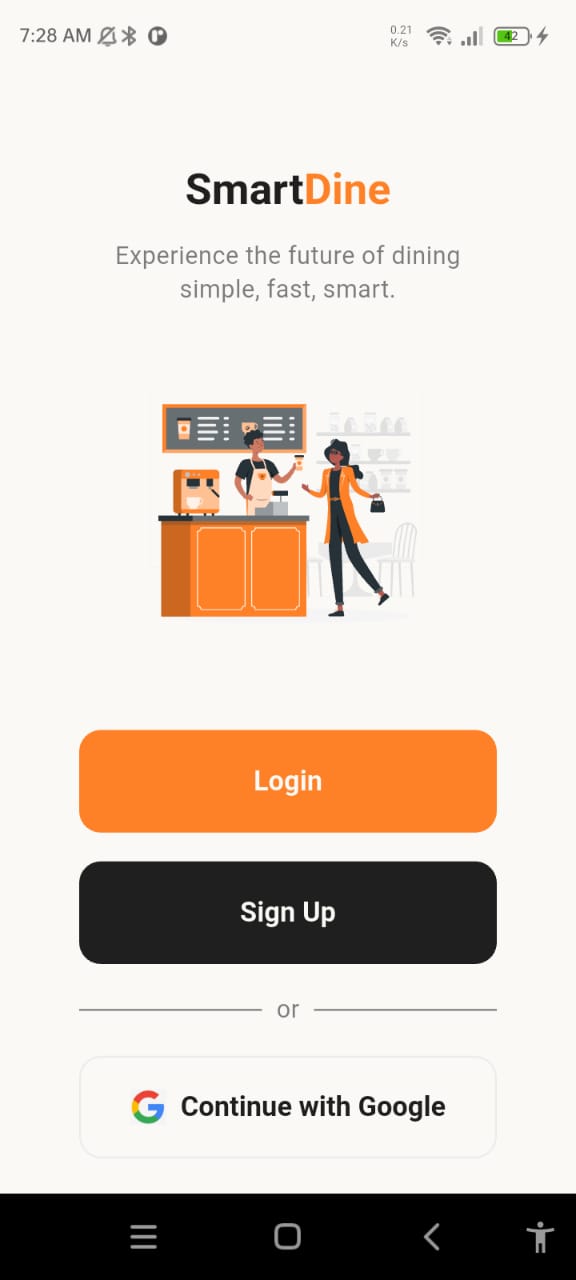 7:28 AM
0.21
K/s
42
SmartDine
Experience the future of dining
simple, fast, smart.
Login
Sign Up
or
Continue with Google